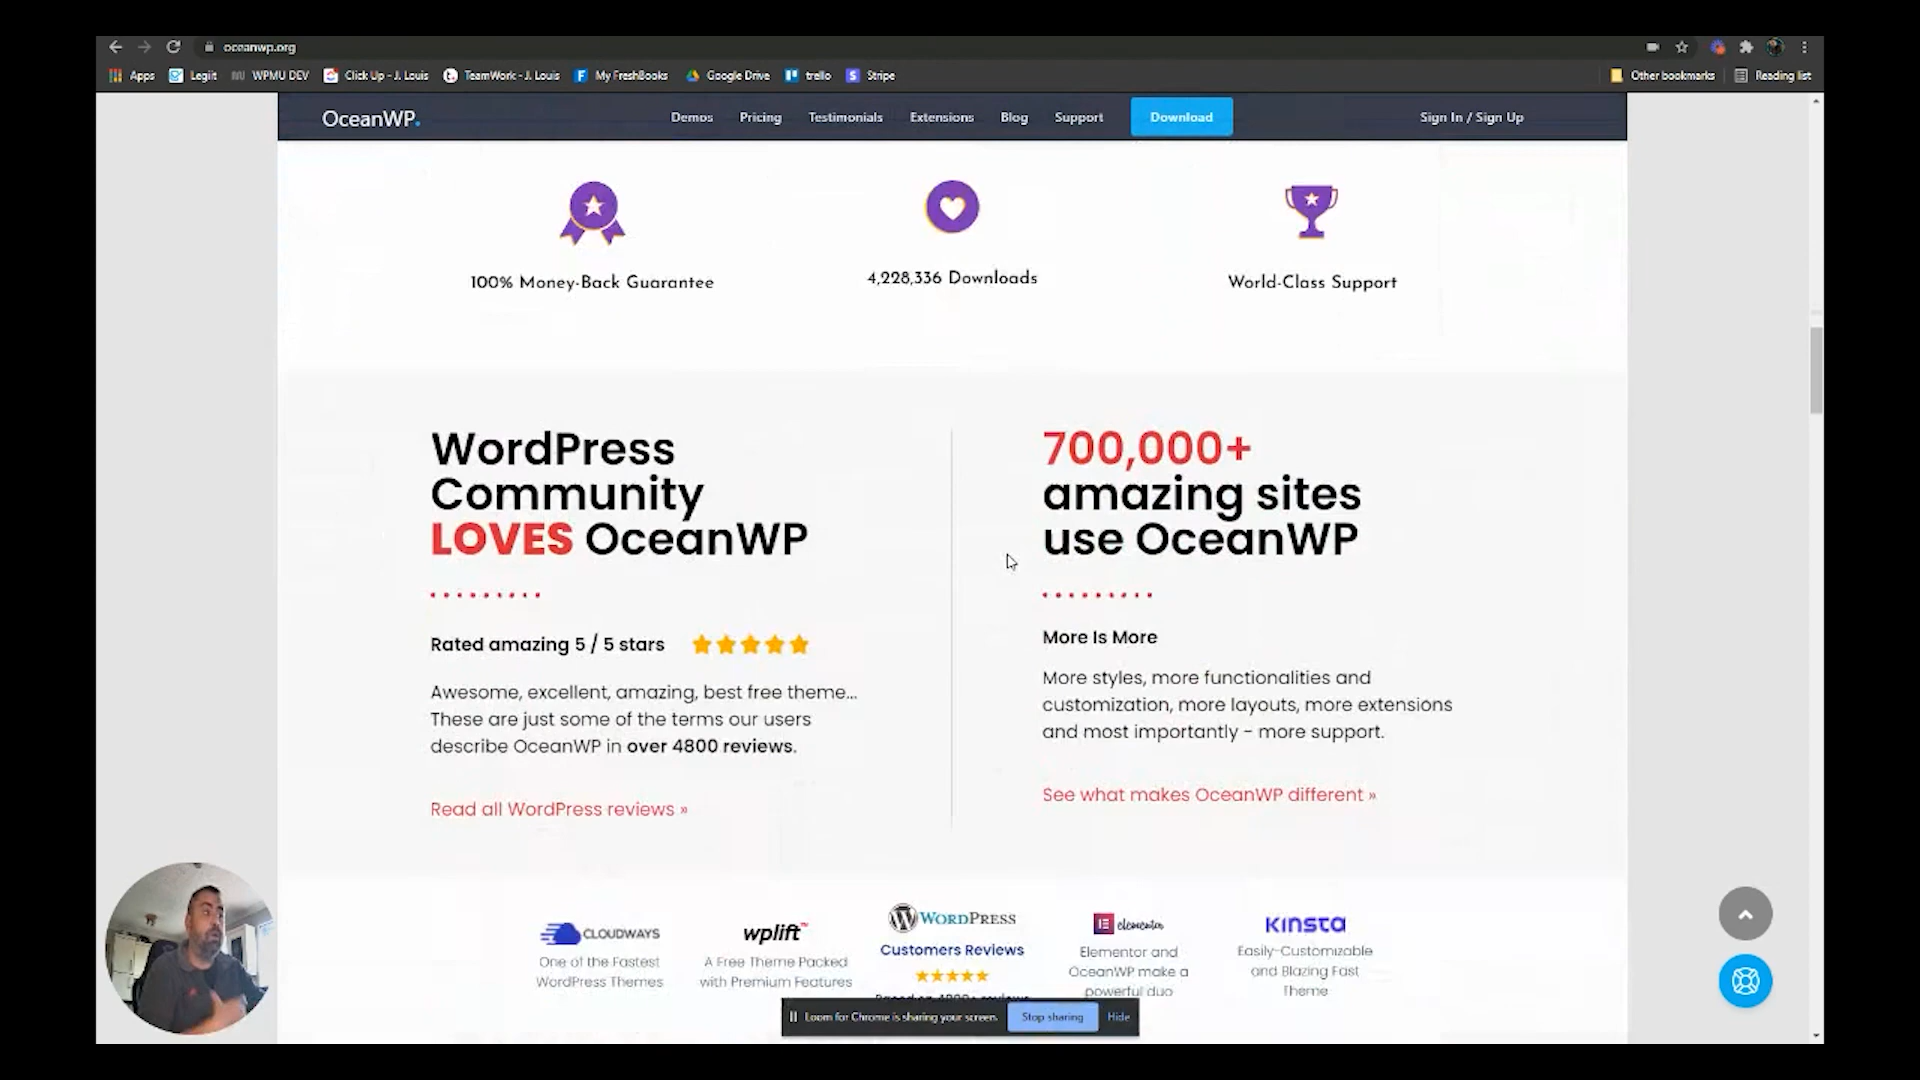 oceanwp.org
Apps Legiit WPMU DEV Click Up - J. Louis TeamWork - J. Louis My FreshBooks Google Drive trello Stripe Other bookmarks Reading list
OceanWP. Demos Pricing Testimonials Extensions Blog Support Download Sign In / Sign Up
100% Money-Back Guarantee 4,228,336 Downloads World-Class Support
WordPress
Community
LOVES OceanWP
Rated amazing 5 / 5 stars
Awesome, excellent, amazing, best free theme...
These are just some of the terms our users
describe OceanWP in over 4800 reviews.
Read all WordPress reviews »
700,000+
amazing sites
use OceanWP
More Is More
More styles, more functionalities and
customization, more layouts, more extensions
and most importantly - more support.
See what makes OceanWP different »
CLOUDWAYS
One of the Fastest
WordPress Themes
wplift™
A Free Theme Packed
with Premium Features
WORDPRESS
Customers Reviews
Based on 4800+ reviews
elementor
Elementor and
OceanWP make a
powerful duo
KINSTA
Easily-Customizable
and Blazing Fast
Theme
Loom for Chrome is sharing your screen. Stop sharing Hide